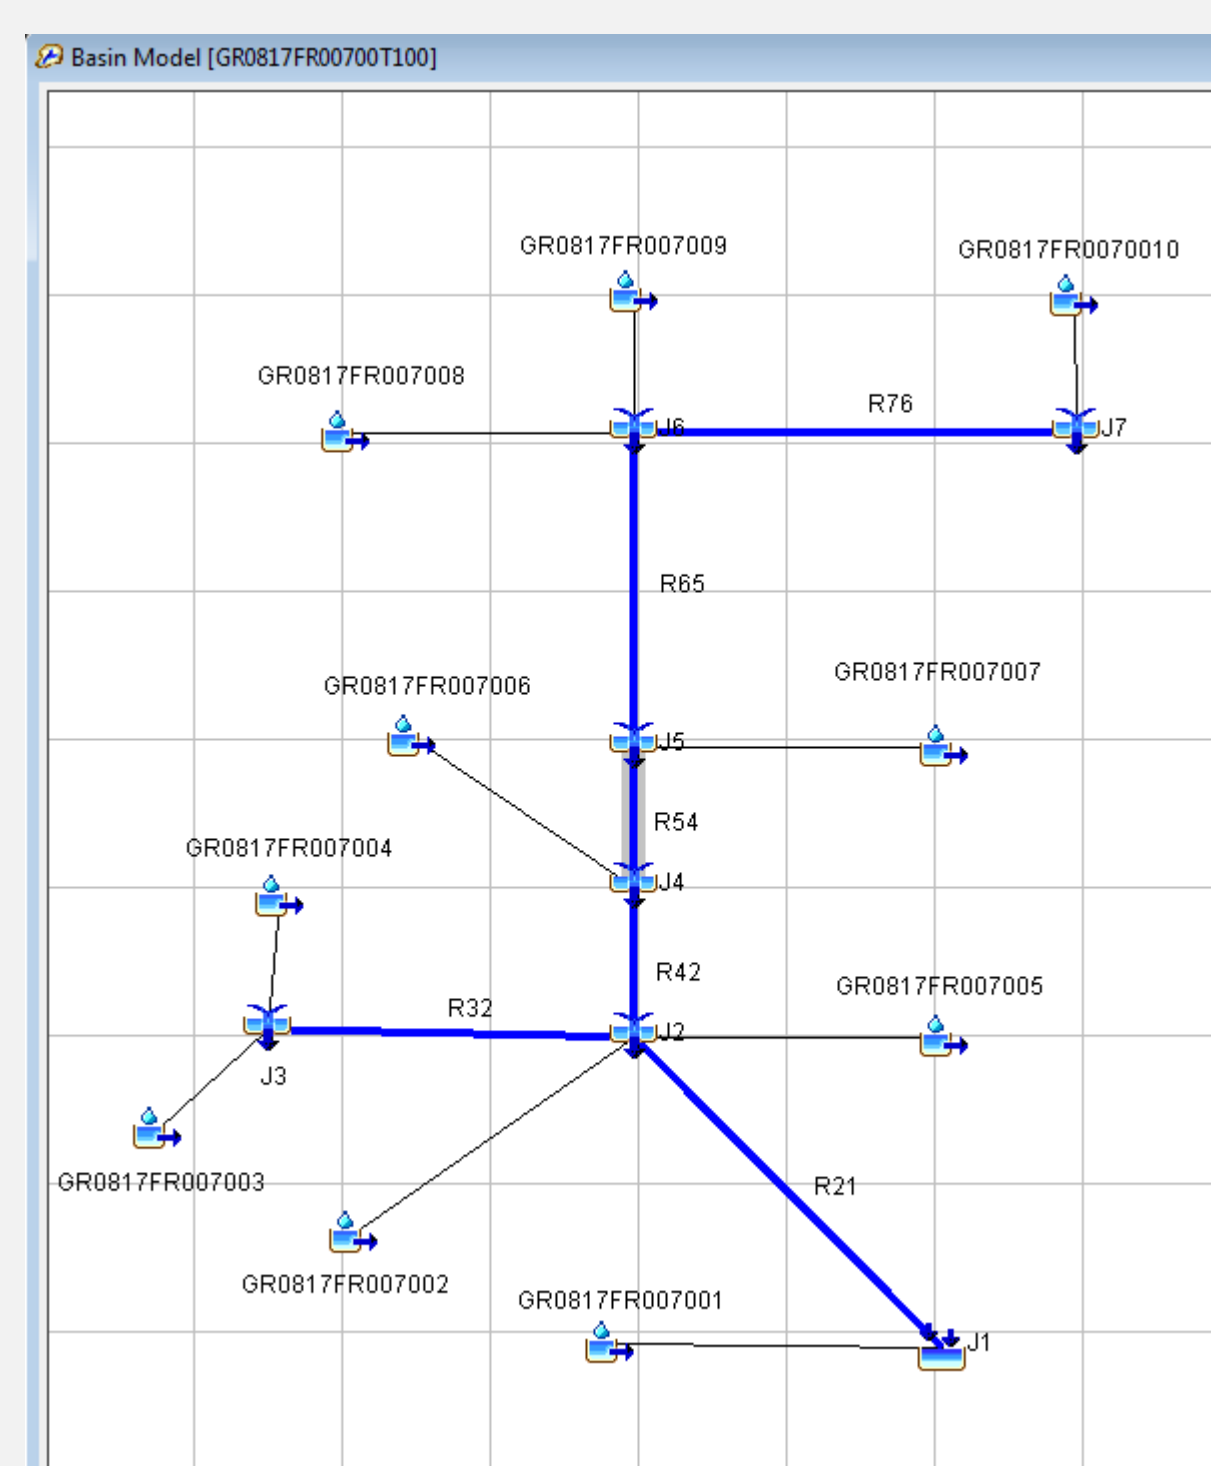 Basin Model [GR0817FR00700T100]
GR0817FR007009
GR0817FR0070010
GR0817FR007008
R76
J6
J7
R65
GR0817FR007007
GR0817FR007006
J5
R54
GR0817FR007004
J4
R42
GR0817FR007005
R32
J2
J3
GR0817FR007003
R21
GR0817FR007002
GR0817FR007001
J1